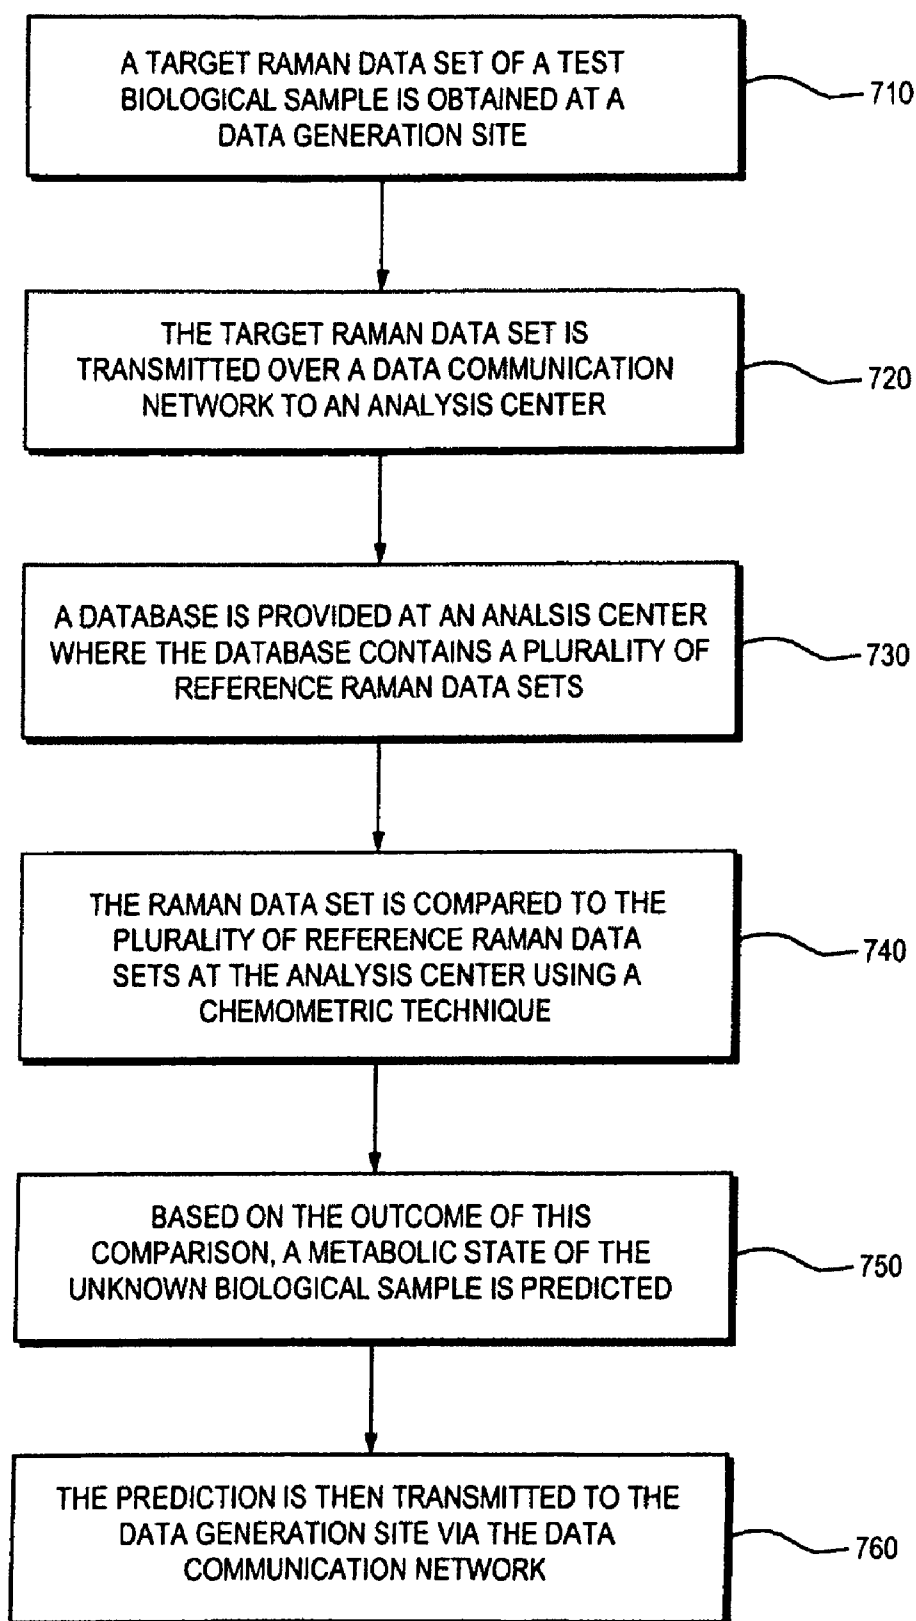 A TARGET RAMAN DATA SET OF A TEST
BIOLOGICAL SAMPLE IS OBTAINED AT A
DATA GENERATION SITE
710
THE TARGET RAMAN DATA SET IS
TRANSMITTED OVER A DATA COMMUNICATION
NETWORK TO AN ANALYSIS CENTER
720
A DATABASE IS PROVIDED AT AN ANALSIS CENTER
WHERE THE DATABASE CONTAINS A PLURALITY OF
REFERENCE RAMAN DATA SETS
730
THE RAMAN DATA SET IS COMPARED TO THE
PLURALITY OF REFERENCE RAMAN DATA
SETS AT THE ANALYSIS CENTER USING A
CHEMOMETRIC TECHNIQUE
740
BASED ON THE OUTCOME OF THIS
COMPARISON, A METABOLIC STATE OF THE
UNKNOWN BIOLOGICAL SAMPLE IS PREDICTED
750
THE PREDICTION IS THEN TRANSMITTED TO THE
DATA GENERATION SITE VIA THE DATA
COMMUNICATION NETWORK
760